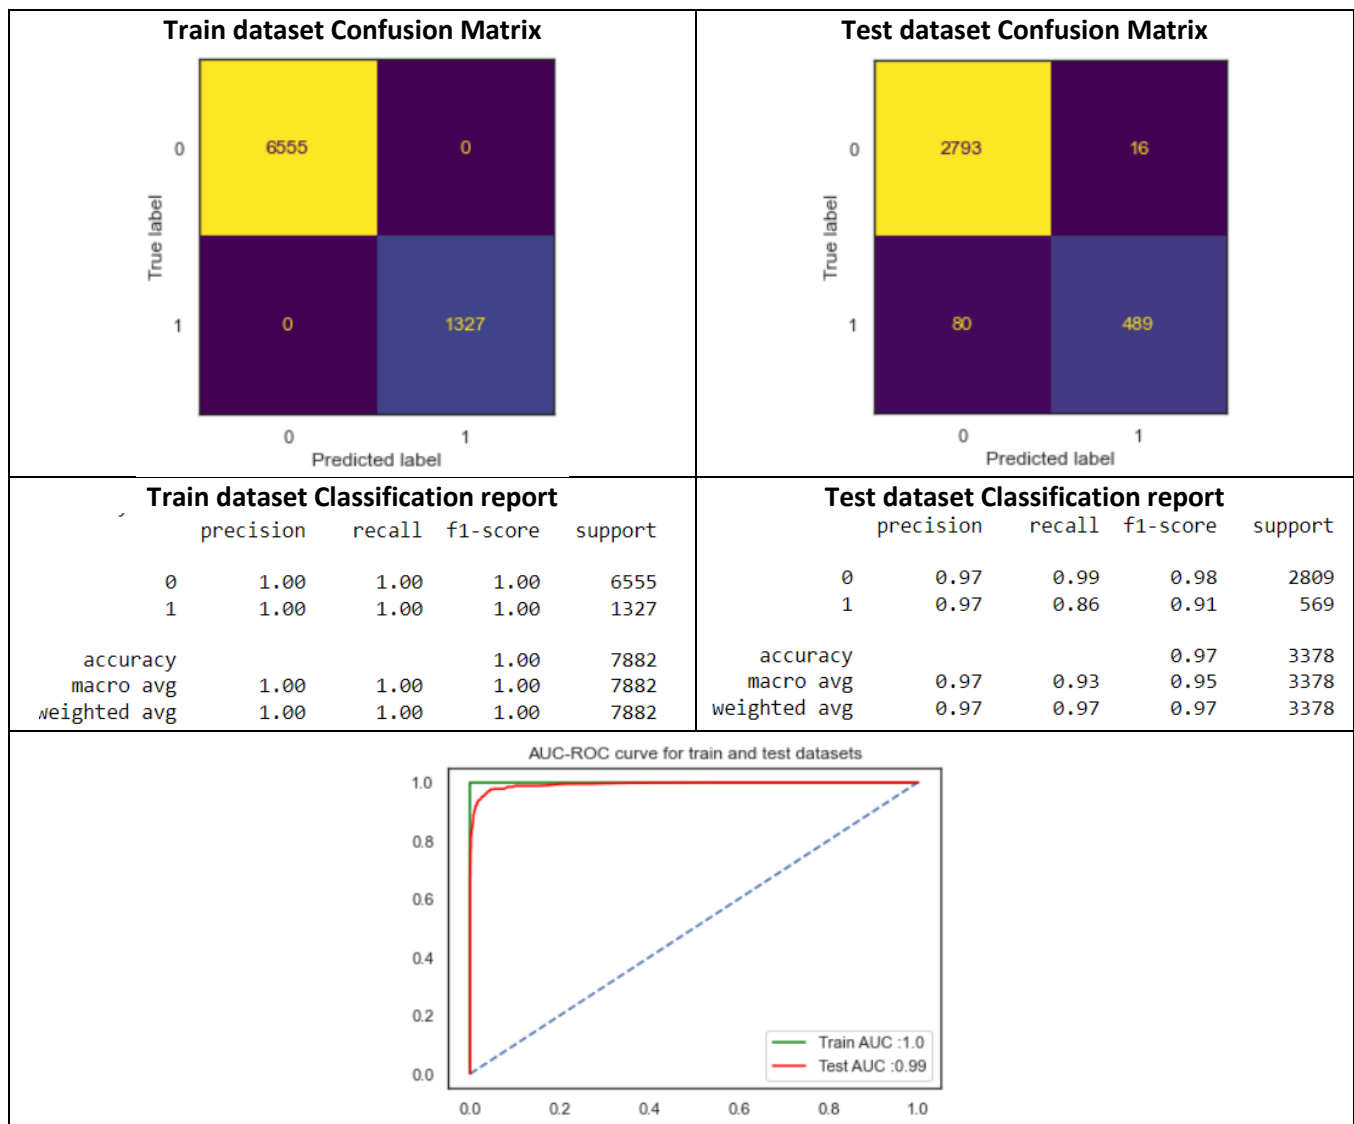 Train dataset Confusion Matrix
0
6555
0
1
0
1327
0
1
True label
Predicted label
Test dataset Confusion Matrix
0
2793
16
1
80
489
0
1
True label
Predicted label
Train dataset Classification report
precision recall f1-score support
0 1.00 1.00 1.00 6555
1 1.00 1.00 1.00 1327
accuracy 1.00 7882
macro avg 1.00 1.00 1.00 7882
weighted avg 1.00 1.00 1.00 7882
Test dataset Classification report
precision recall f1-score support
0 0.97 0.99 0.98 2809
1 0.97 0.86 0.91 569
accuracy 0.97 3378
macro avg 0.97 0.93 0.95 3378
weighted avg 0.97 0.97 0.97 3378
AUC-ROC curve for train and test datasets
1.0
0.8
0.6
0.4
0.2
0.0
Train AUC :1.0
Test AUC :0.99
0.0 0.2 0.4 0.6 0.8 1.0